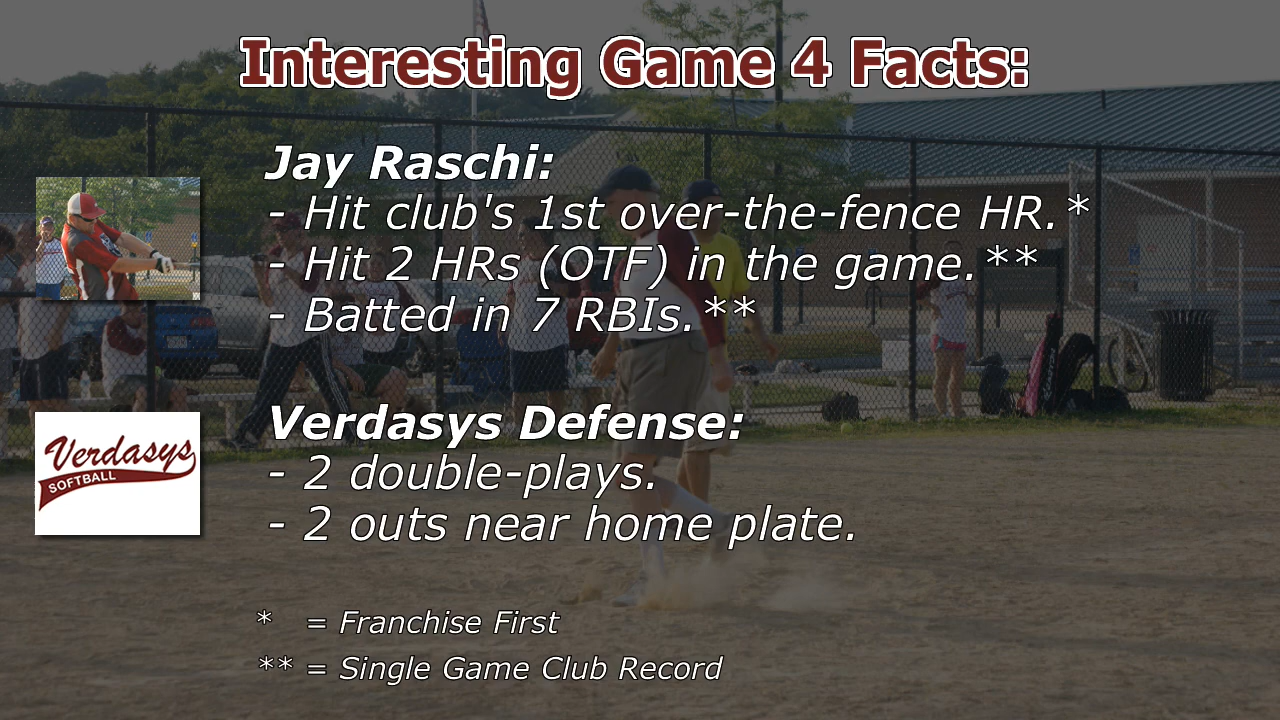 Interesting Game 4 Facts:
Jay Raschi:
- Hit club's 1st over-the-fence HR.*
- Hit 2 HRs (OTF) in the game.**
- Batted in 7 RBIs.**
Verdasys
SOFTBALL
Verdasys Defense:
- 2 double-plays.
- 2 outs near home plate.
* = Franchise First
** = Single Game Club Record